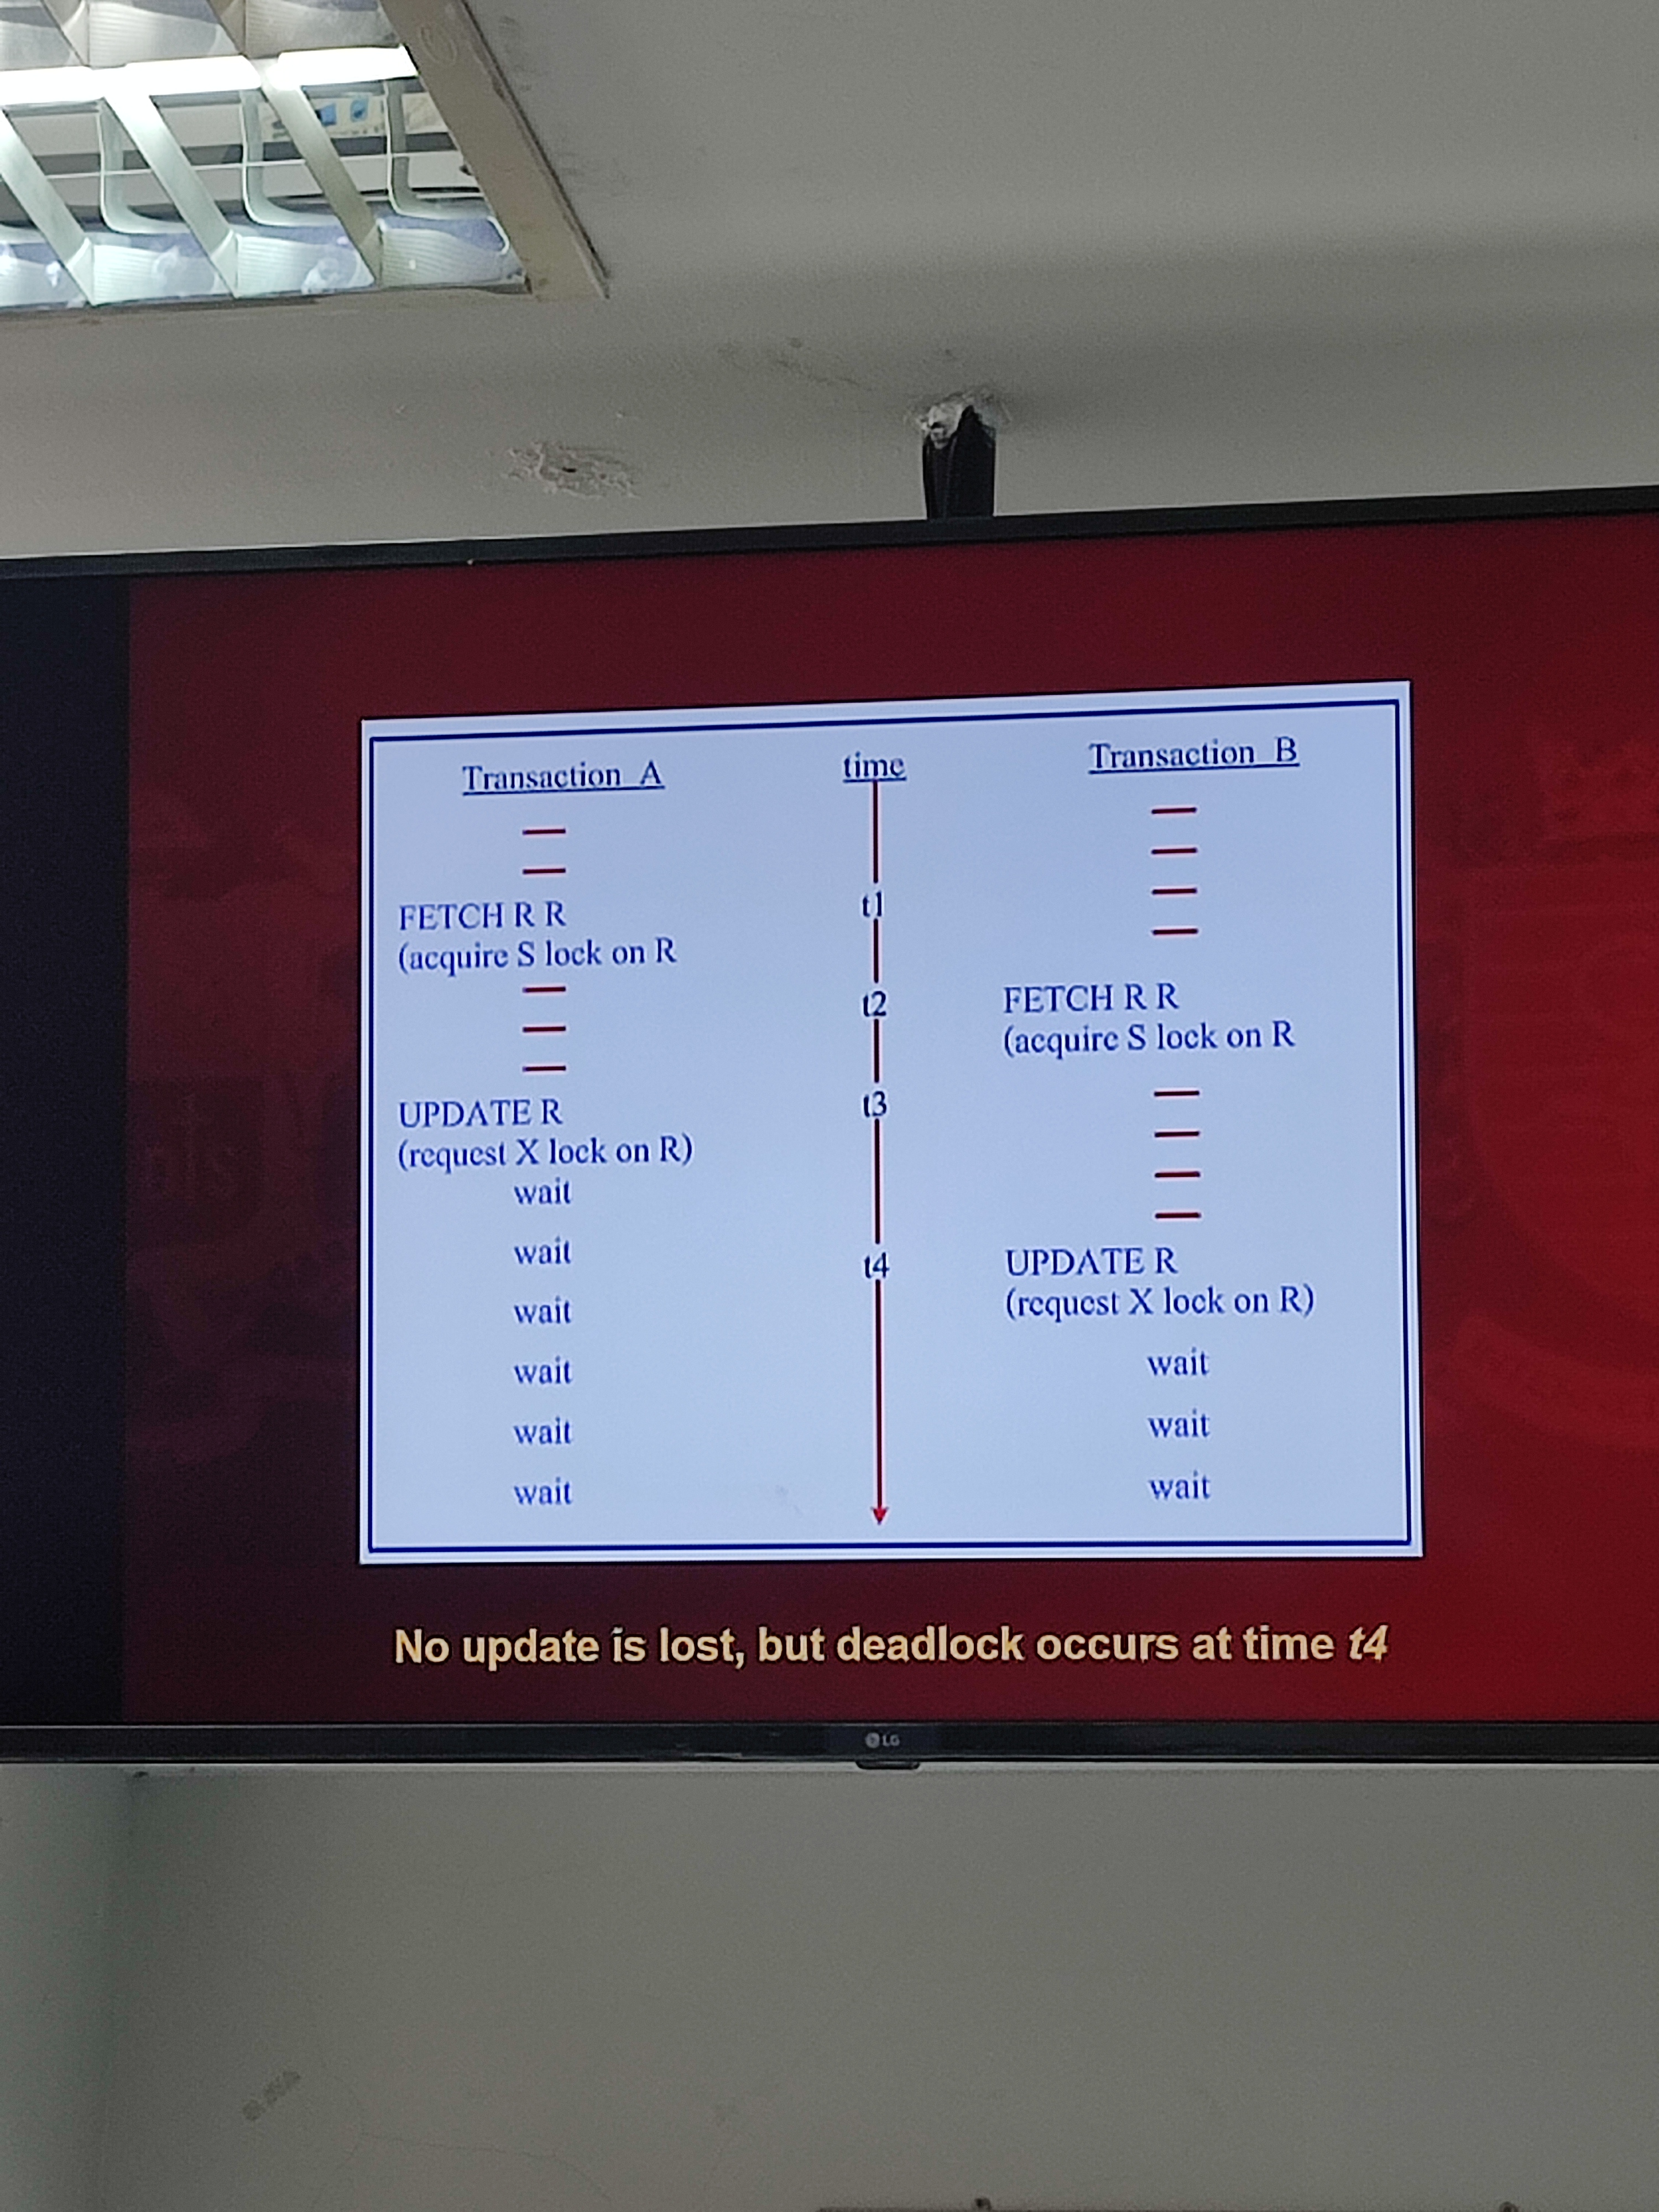 Transaction A
time
Transaction B
t1
FETCH R R
(acquire S lock on R
t2
FETCH R R
(acquire S lock on R
t3
UPDATE R
(request X lock on R)
wait
wait
t4
UPDATE R
(request X lock on R)
wait
wait
wait
wait
wait
wait
wait
No update is lost, but deadlock occurs at time t4
LG